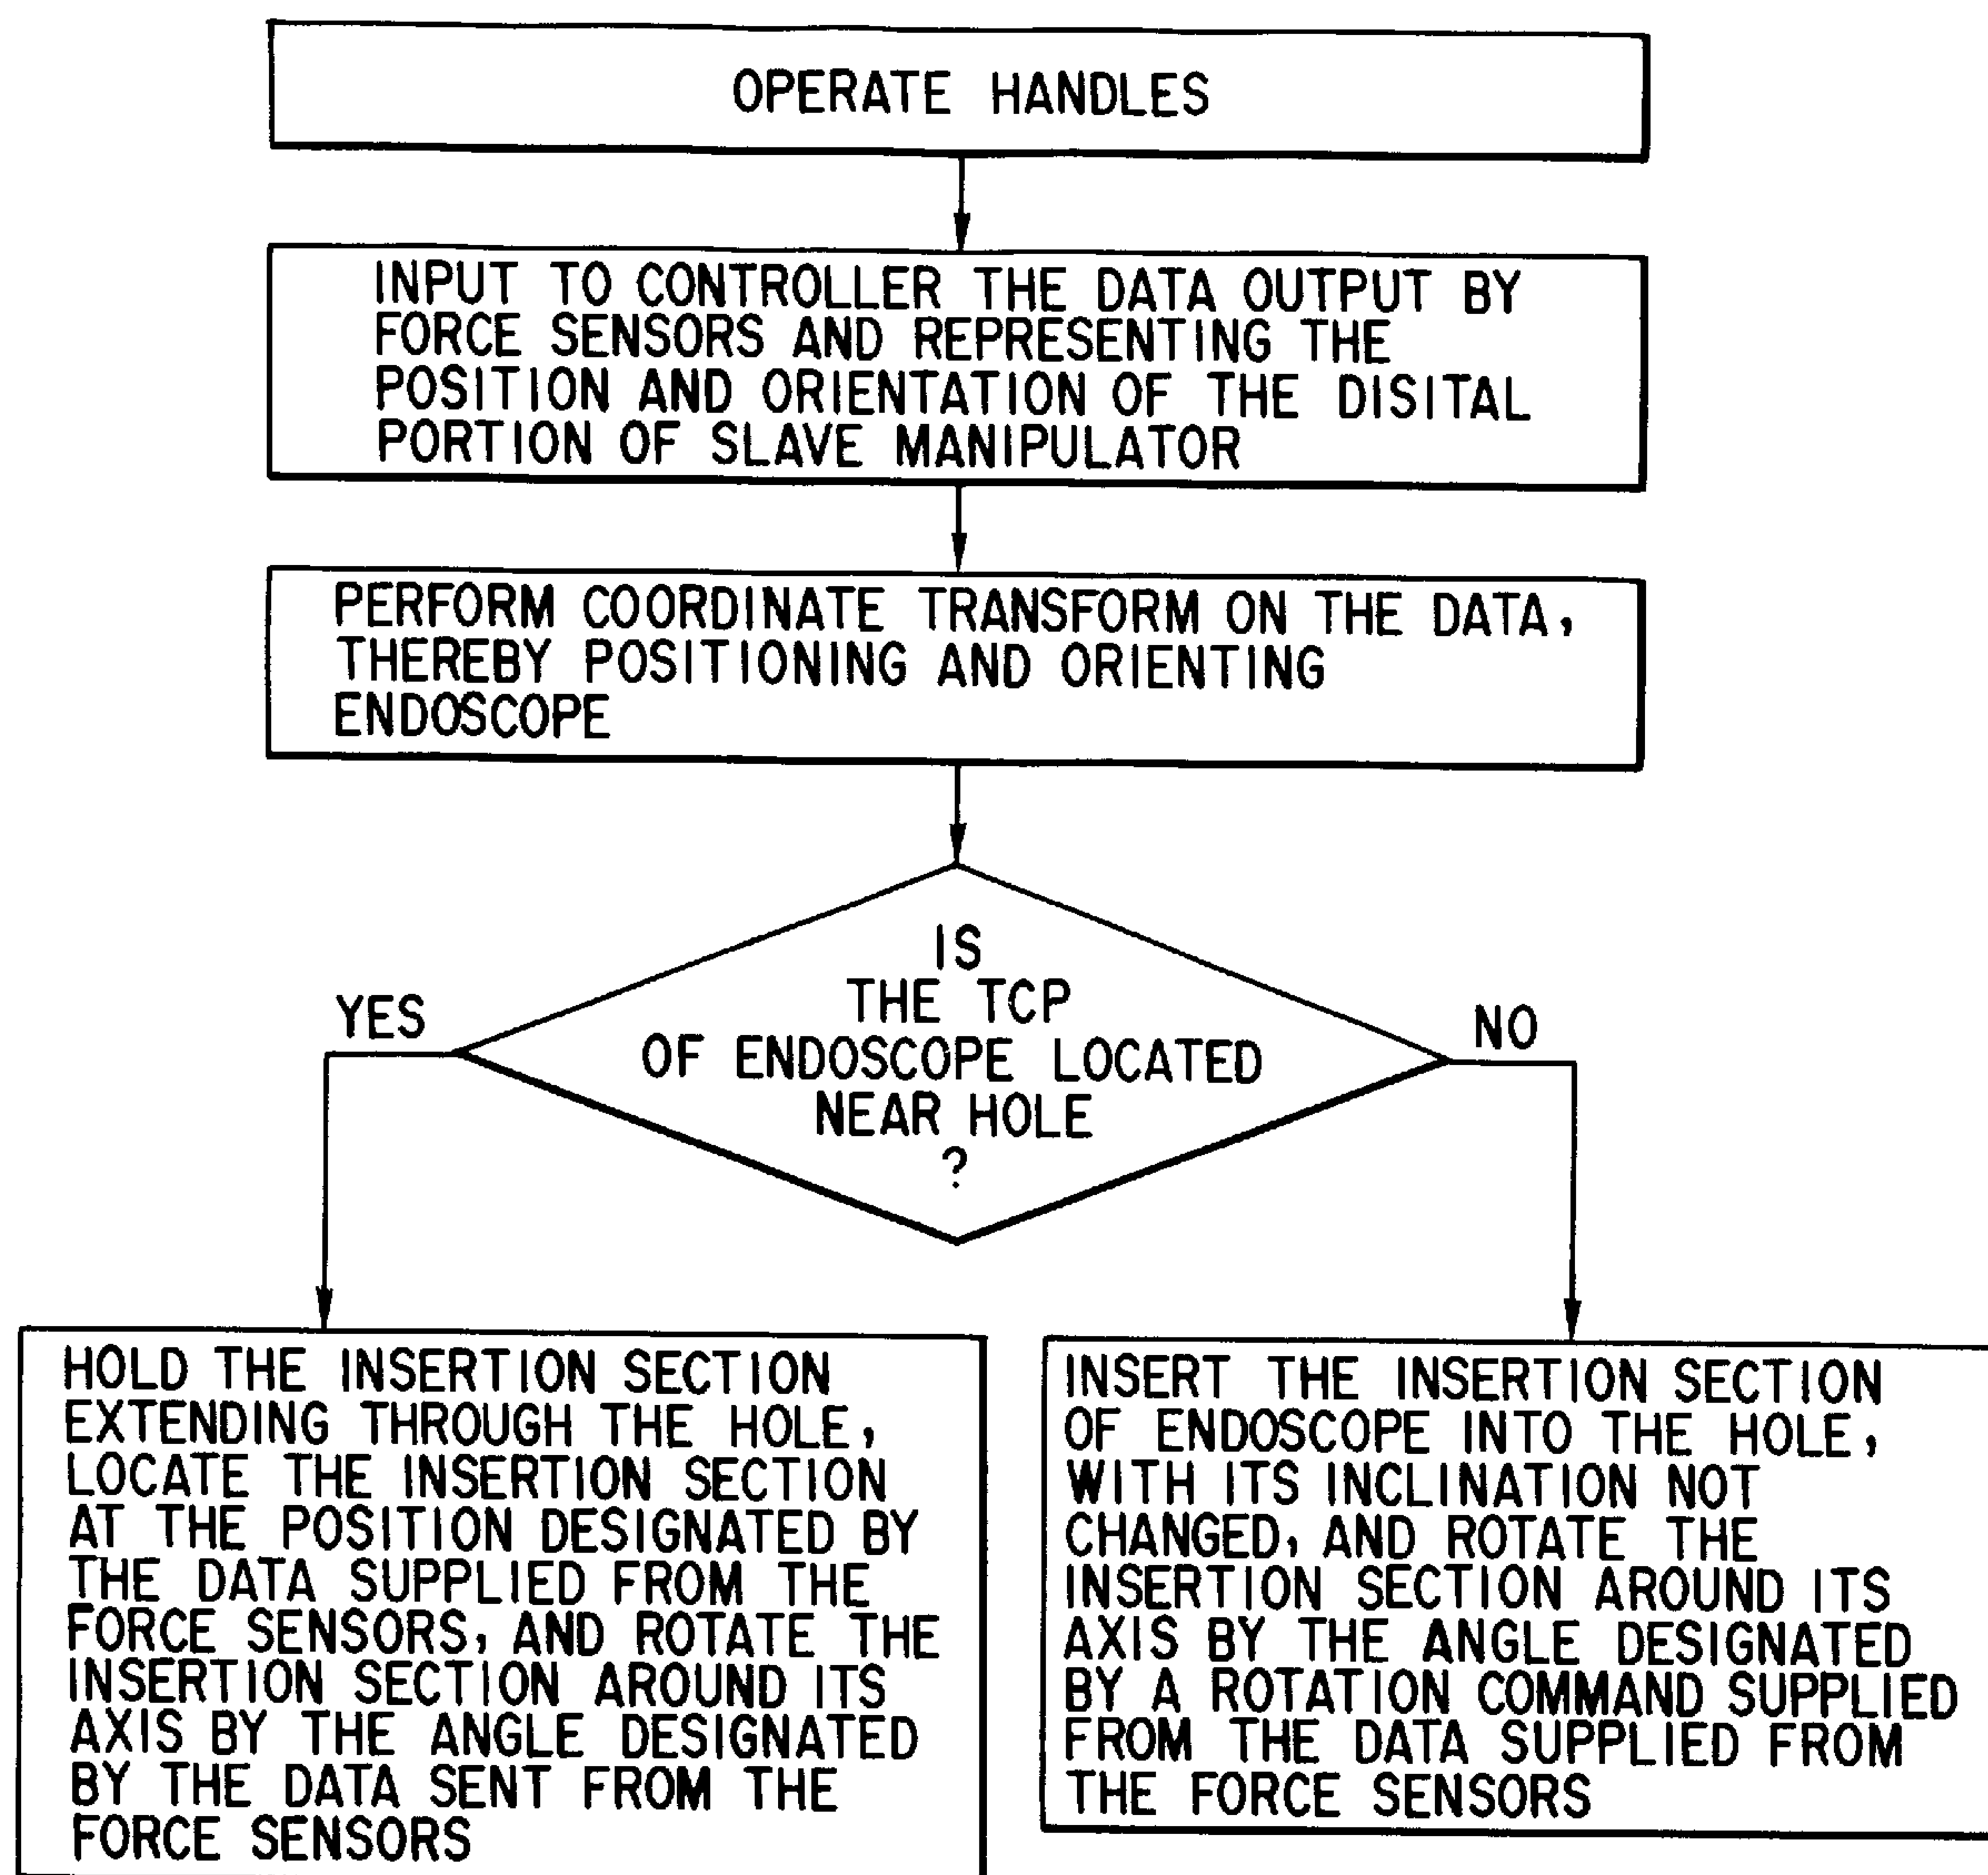 OPERATE HANDLES
INPUT TO CONTROLLER THE DATA OUTPUT BY
FORCE SENSORS AND REPRESENTING THE
POSITION AND ORIENTATION OF THE DISITAL
PORTION OF SLAVE MANIPULATOR
PERFORM COORDINATE TRANSFORM ON THE DATA,
THEREBY POSITIONING AND ORIENTING
ENDOSCOPE
IS
THE TCP
OF ENDOSCOPE LOCATED
NEAR HOLE
?
YES
NO
HOLD THE INSERTION SECTION
EXTENDING THROUGH THE HOLE,
LOCATE THE INSERTION SECTION
AT THE POSITION DESIGNATED BY
THE DATA SUPPLIED FROM THE
FORCE SENSORS, AND ROTATE THE
INSERTION SECTION AROUND ITS
AXIS BY THE ANGLE DESIGNATED
BY THE DATA SENT FROM THE
FORCE SENSORS
INSERT THE INSERTION SECTION
OF ENDOSCOPE INTO THE HOLE,
WITH ITS INCLINATION NOT
CHANGED, AND ROTATE THE
INSERTION SECTION AROUND ITS
AXIS BY THE ANGLE DESIGNATED
BY A ROTATION COMMAND SUPPLIED
FROM THE DATA SUPPLIED FROM
THE FORCE SENSORS